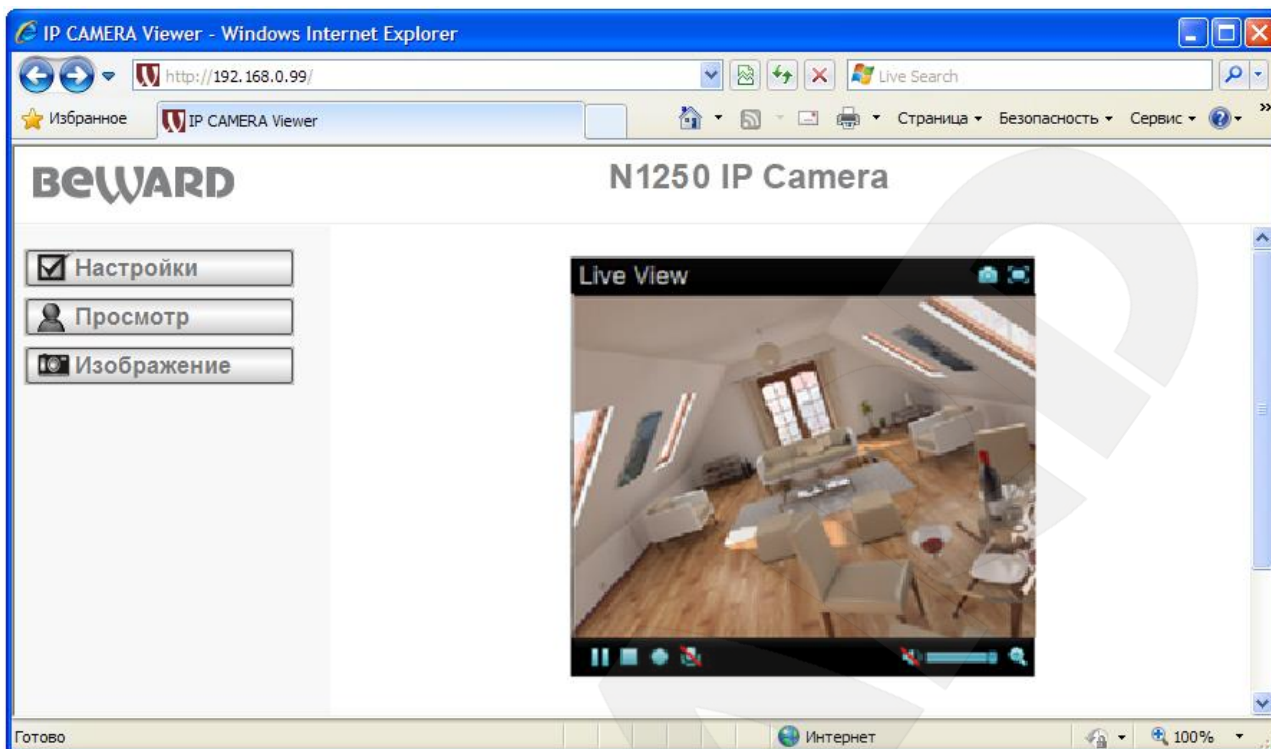 IP CAMERA Viewer - Windows Internet Explorer
http://192.168.0.99/
Live Search
Избранное
IP CAMERA Viewer
Страница
Безопасность
Сервис
»
BEWARD
N1250 IP Camera
Настройки
Просмотр
Изображение
Live View
Готово
Интернет
100%